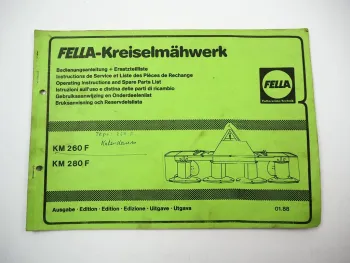 FELLA-Kreiselmähwerk
Bedienungsanleitung + Ersatzteilliste
Instructions de Service et Liste des Pièces de Rechange
Operating Instructions and Spare Parts List
Istruzioni sull'uso e distina delle parti di ricambio
Gebruiksaanwijzing en Onderdelenlijst
Bruksanvisning och Reservdelslista
FELLA
KM 260 F
KM 280 F
Ausgabe · Edition · Edition · Edizione · Uitgave · Utgava
01.88